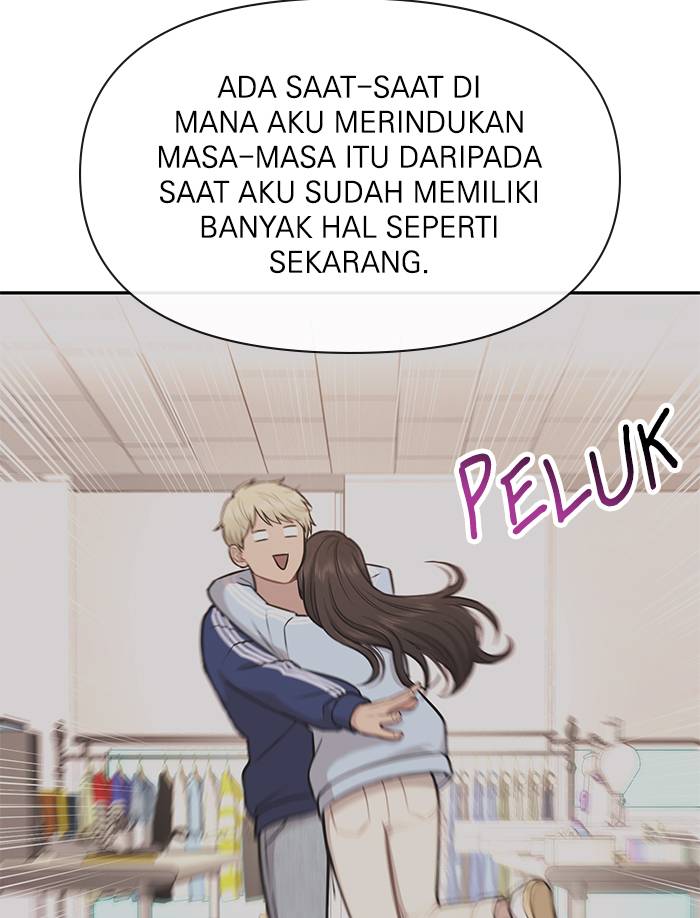 ADA SAAT-SAAT DI
MANA AKU MERINDUKAN
MASA-MASA ITU DARIPADA
SAAT AKU SUDAH MEMILIKI
BANYAK HAL SEPERTI
SEKARANG.
PELUK